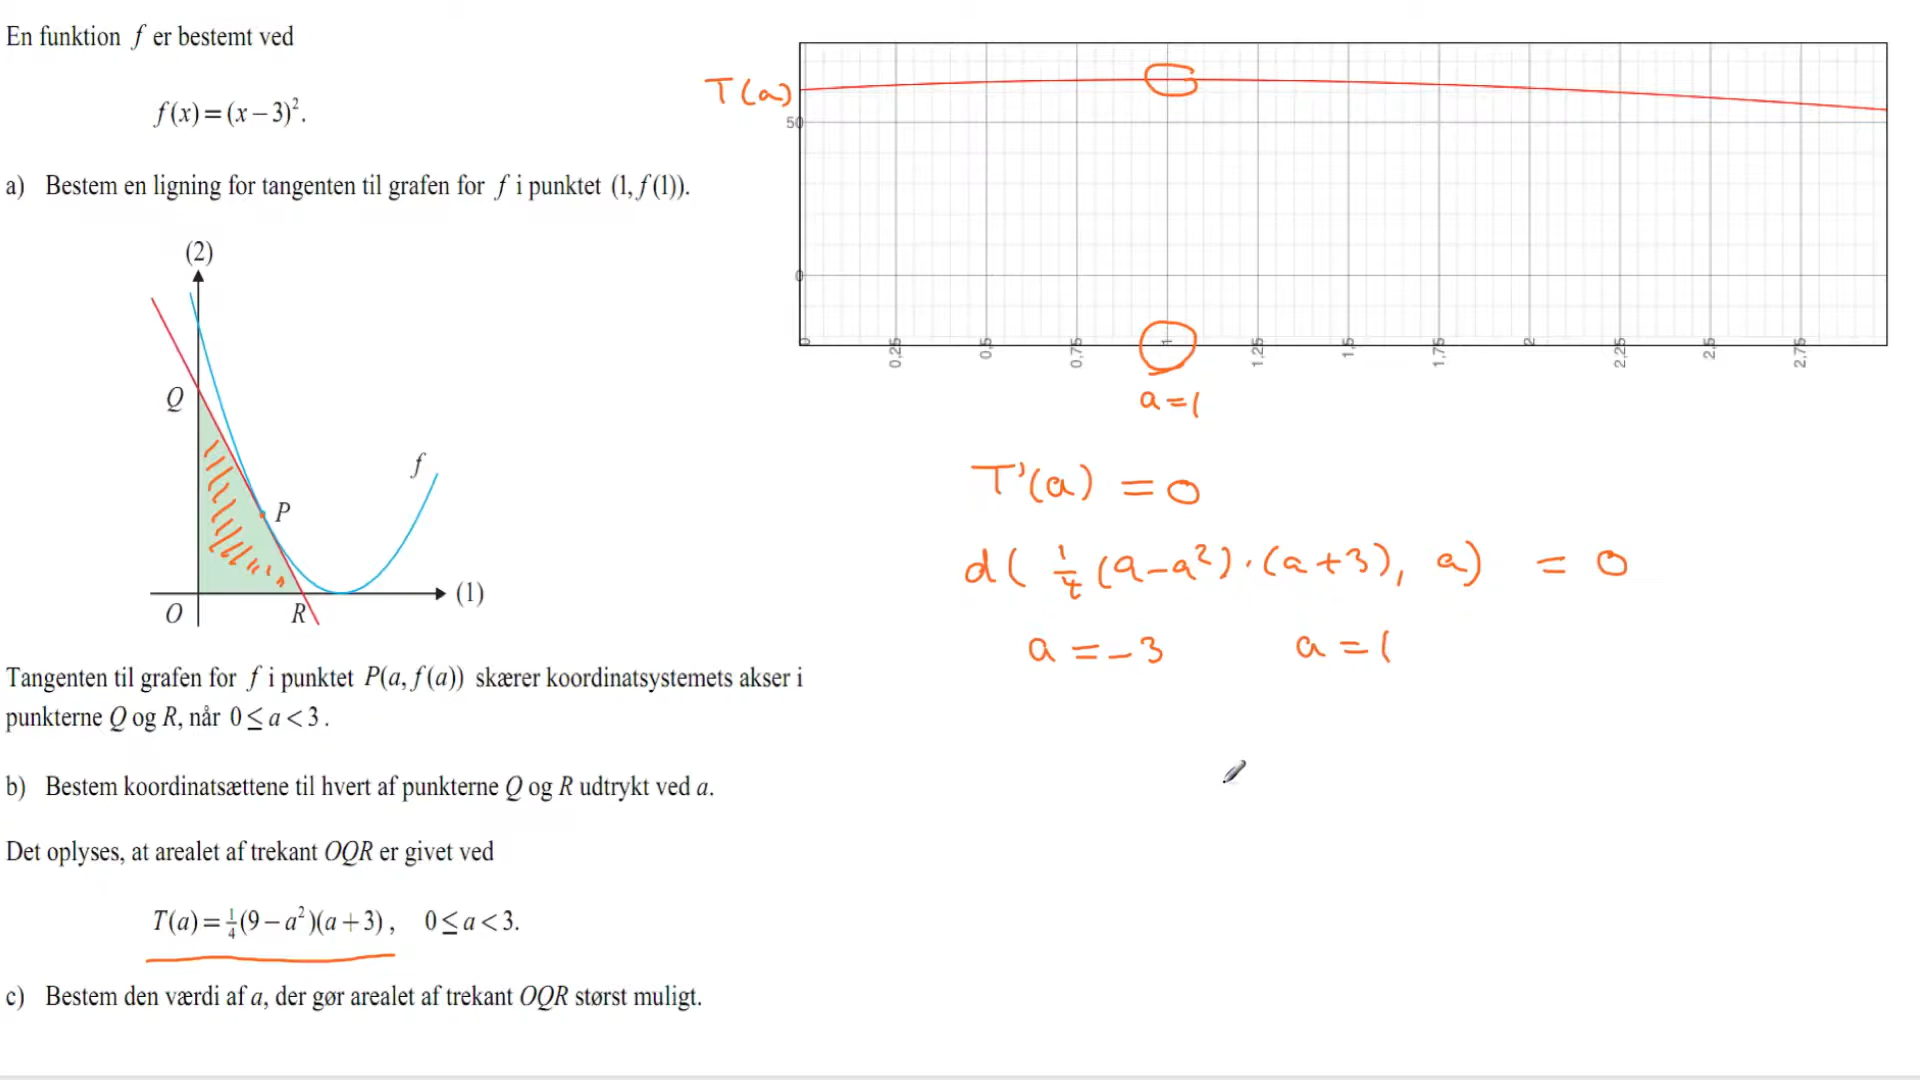 En funktion f er bestemt ved
f(x)=(x−3)².
a) Bestem en ligning for tangenten til grafen for f i punktet (1, f(1)).
(2)
Q
P
f
O
R
(1)
Tangenten til grafen for f i punktet P(a, f(a)) skærer koordinatsystemets akser i
punkterne Q og R, når 0≤a<3.
b) Bestem koordinatsættene til hvert af punkterne Q og R udtrykt ved a.
Det oplyses, at arealet af trekant OQR er givet ved
T(a)=¼(9−a²)(a+3), 0≤a<3.
c) Bestem den værdi af a, der gør arealet af trekant OQR størst muligt.
T(a)
50
0
0 0,25 0,5 0,75 1 1,25 1,5 1,75 2 2,25 2,5 2,75
a=1
T'(a) = 0
d( ¼(9−a²)·(a+3), a) = 0
a=−3 a=1